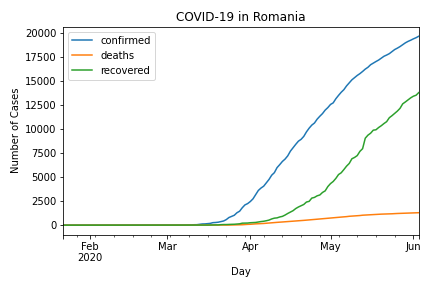 COVID-19 in Romania
confirmed
deaths
recovered
Number of Cases
20000
17500
15000
12500
10000
7500
5000
2500
0
Feb
2020
Mar
Apr
May
Jun
Day